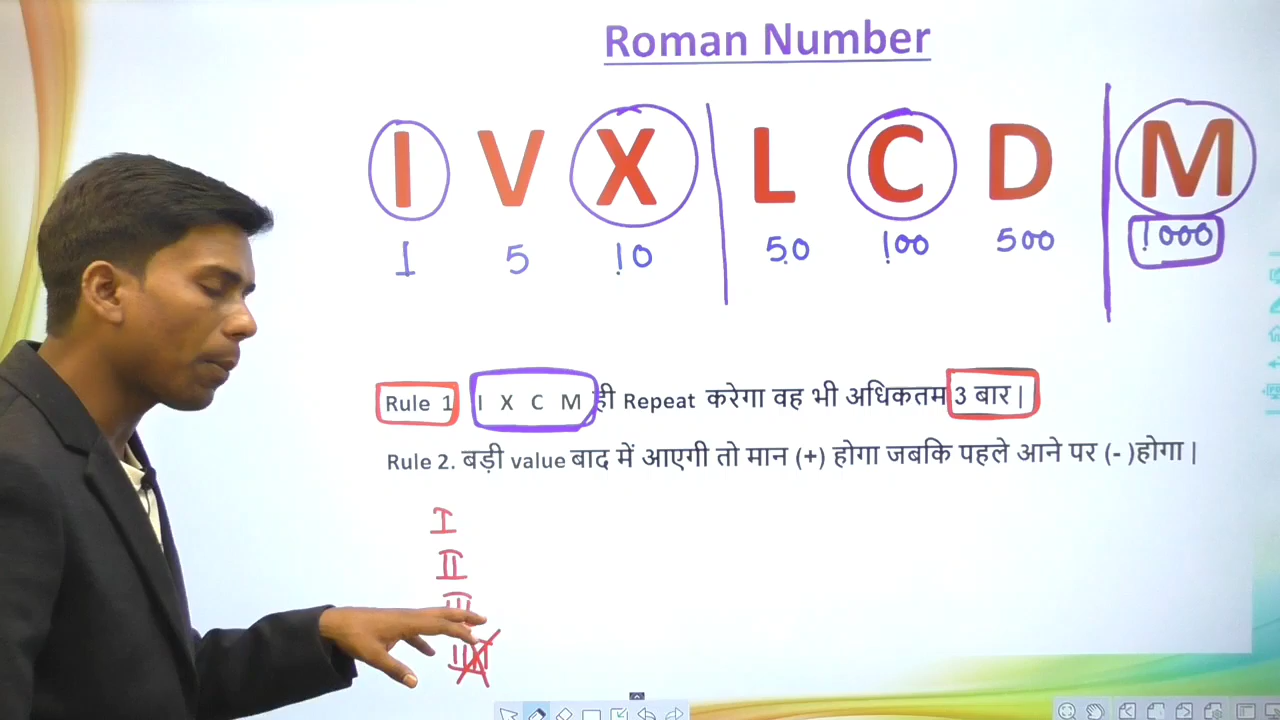 Roman Number
I V X L C D M
1 5 10 50 100 500 1000
Rule 1 I X C M ही Repeat करेगा वह भी अधिकतम 3 बार |
Rule 2. बड़ी value बाद में आएगी तो मान (+) होगा जबकि पहले आने पर (- )होगा |
I
II
III
IIII